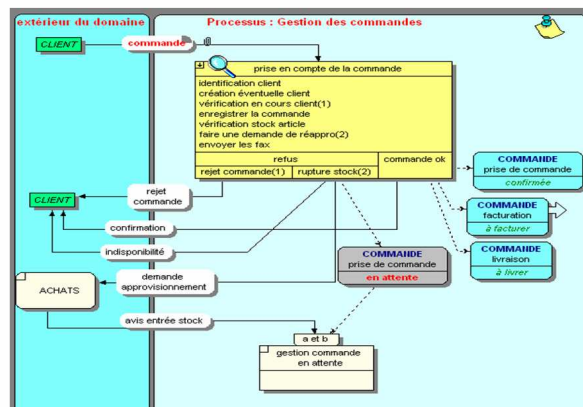 extérieur du domaine
Processus : Gestion des commandes
CLIENT
commande
prise en compte de la commande
identification client
création éventuelle client
vérification en cours client(1)
enregistrer la commande
vérification stock article
faire une demande de réappro(2)
envoyer les fax
refus
commande ok
rejet commande(1)
rupture stock(2)
COMMANDE
prise de commande
confirmée
CLIENT
rejet
commande
COMMANDE
facturation
à facturer
confirmation
indisponibilité
COMMANDE
prise de commande
en attente
COMMANDE
livraison
à livrer
ACHATS
demande
approvisionnement
avis entrée stock
a et b
gestion commande
en attente